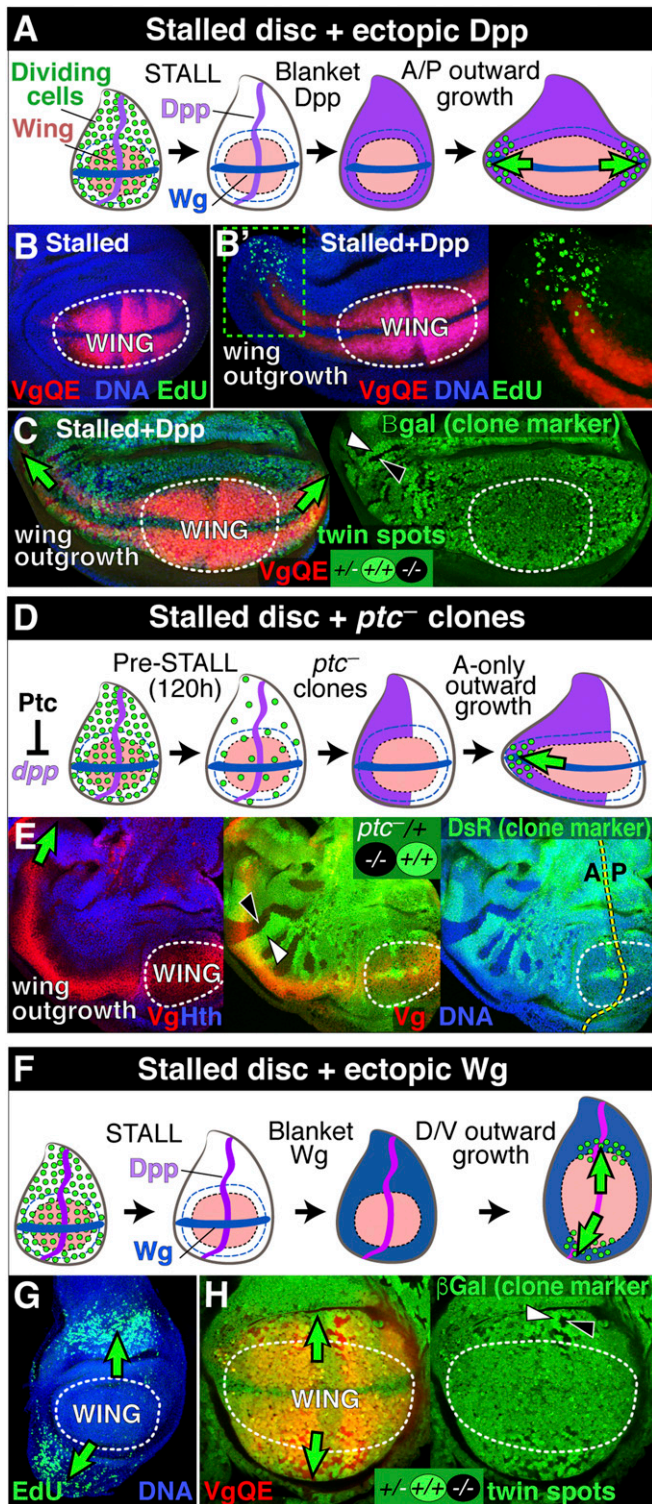 A Stalled disc + ectopic Dpp
Dividing cells
Wing
STALL
Dpp
Wg
Blanket Dpp
A/P outward growth
B Stalled
WING
VgQE DNA EdU
B' Stalled+Dpp
WING
wing outgrowth
VgQE DNA EdU
C Stalled+Dpp
WING
wing outgrowth
VgQE
βgal (clone marker)
twin spots
+/- +/+ -/-
D Stalled disc + ptc– clones
Ptc
dpp
Pre-STALL (120h)
ptc– clones
A-only outward growth
E
WING
wing outgrowth
VgHth
ptc–/+
-/- +/+
Vg
DsR (clone marker)
A P
DNA
F Stalled disc + ectopic Wg
STALL
Dpp
Wg
Blanket Wg
D/V outward growth
G
WING
EdU DNA
H
WING
VgQE
βGal (clone marker)
+/- +/+ -/- twin spots